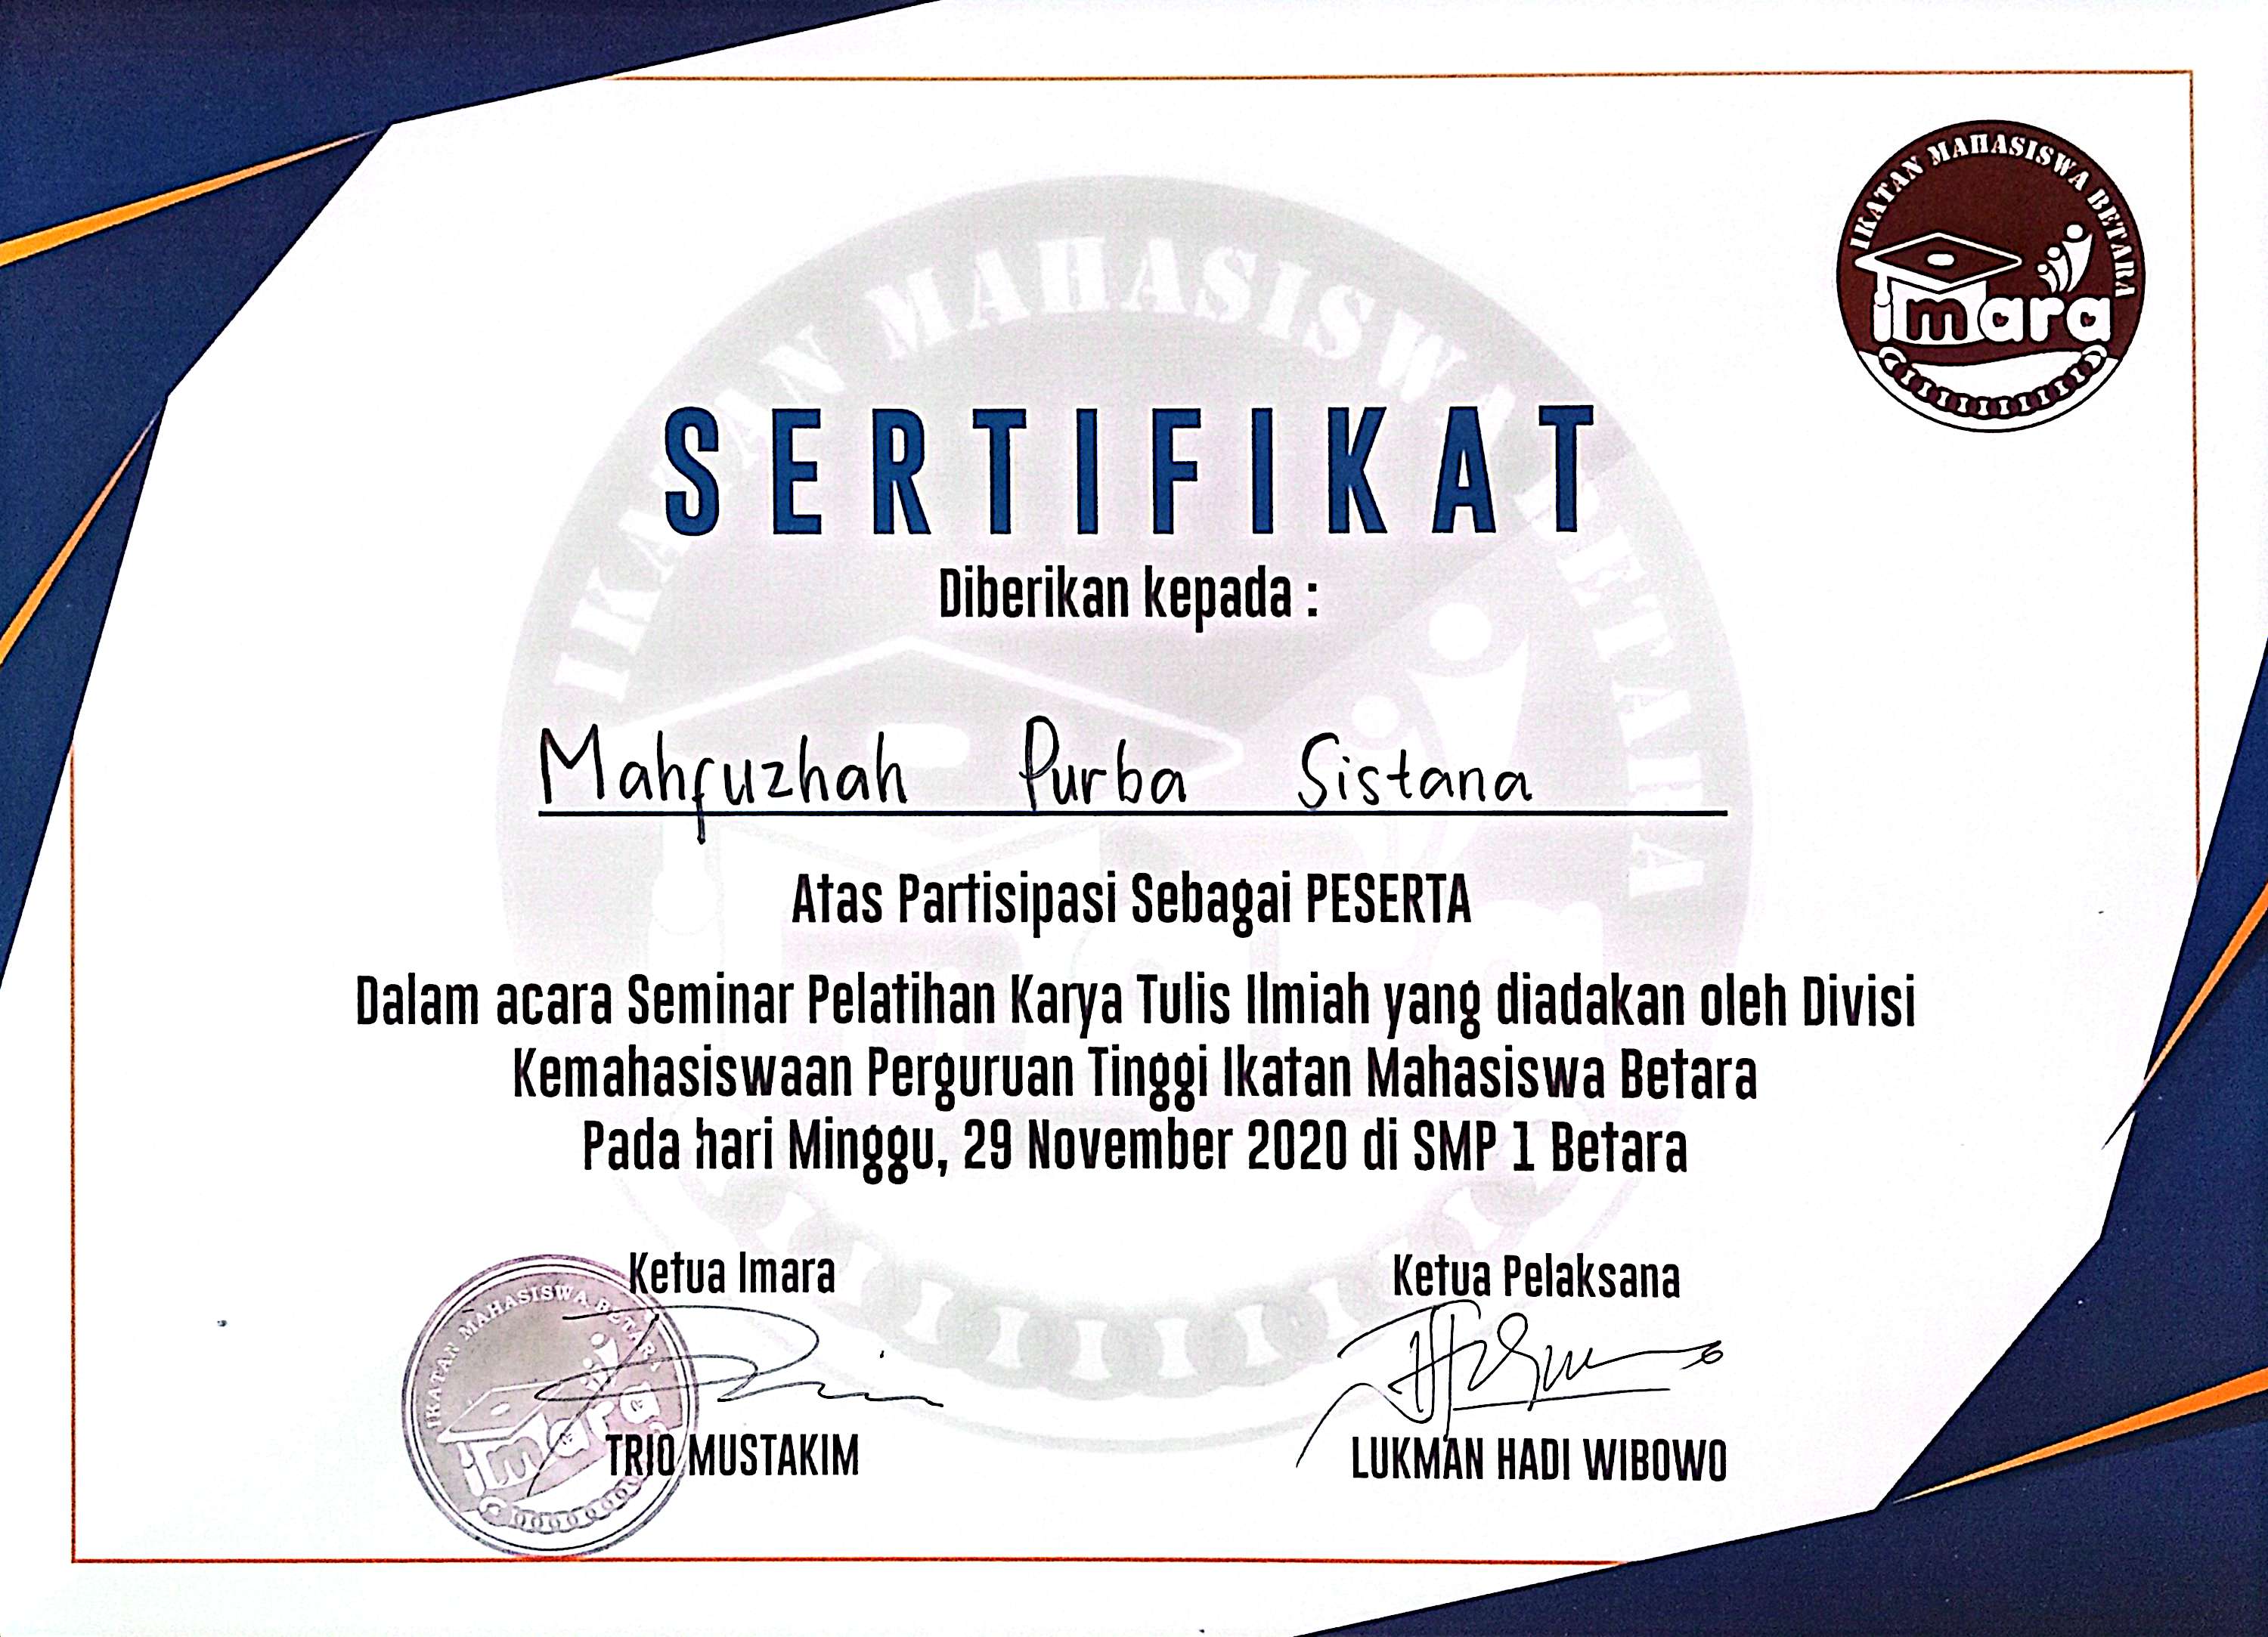 IKATAN MAHASISWA BETARA
imara
SERTIFIKAT
Diberikan kepada :
Mahfuzhah Purba Sistana
Atas Partisipasi Sebagai PESERTA
Dalam acara Seminar Pelatihan Karya Tulis Ilmiah yang diadakan oleh Divisi
Kemahasiswaan Perguruan Tinggi Ikatan Mahasiswa Betara
Pada hari Minggu, 29 November 2020 di SMP 1 Betara
Ketua Imara
Ketua Pelaksana
IKATAN MAHASISWA BETARA
imara
TRIO MUSTAKIM
LUKMAN HADI WIBOWO